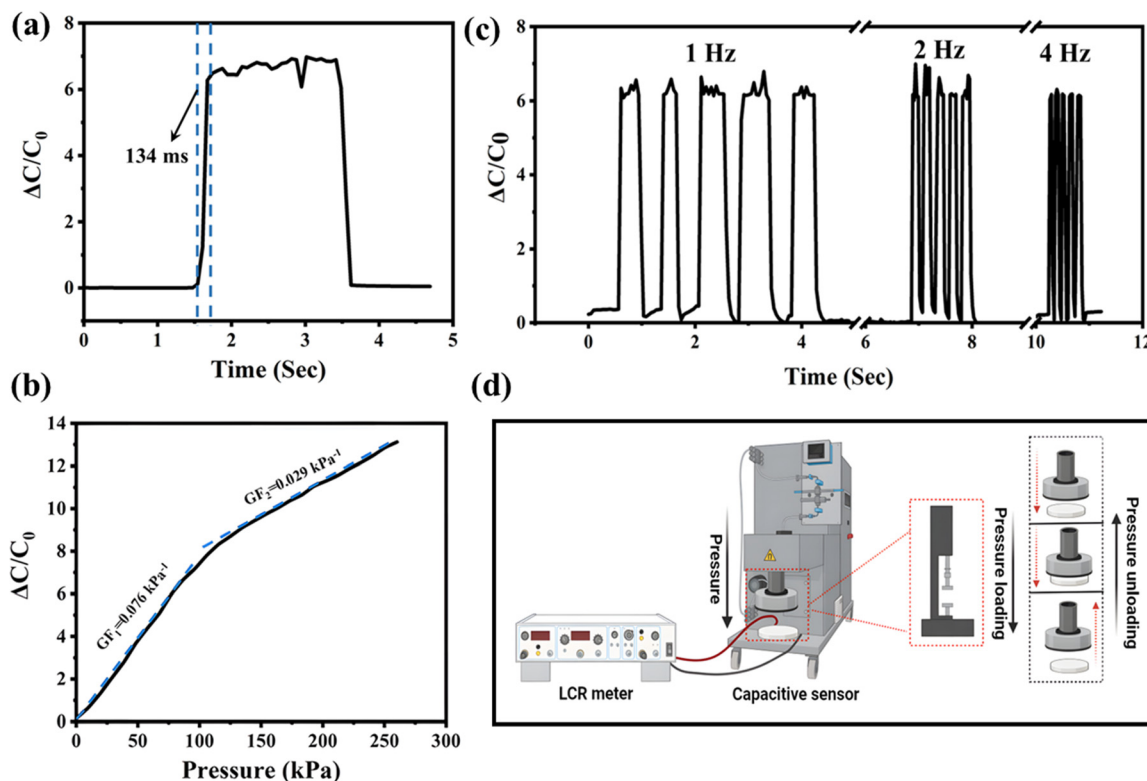 (a)
8
6
4
2
0
ΔC/C₀
134 ms
0 1 2 3 4 5
Time (Sec)
(c)
8
6
4
2
0
ΔC/C0
1 Hz 2 Hz 4 Hz
0 2 4 6 8 10 12
Time (Sec)
(b)
14
12
10
8
6
4
2
0
ΔC/C₀
GF₁=0.076 kPa⁻¹
GF₂=0.029 kPa⁻¹
0 50 100 150 200 250 300
Pressure (kPa)
(d)
Pressure
LCR meter
Capacitive sensor
Pressure loading
Pressure unloading